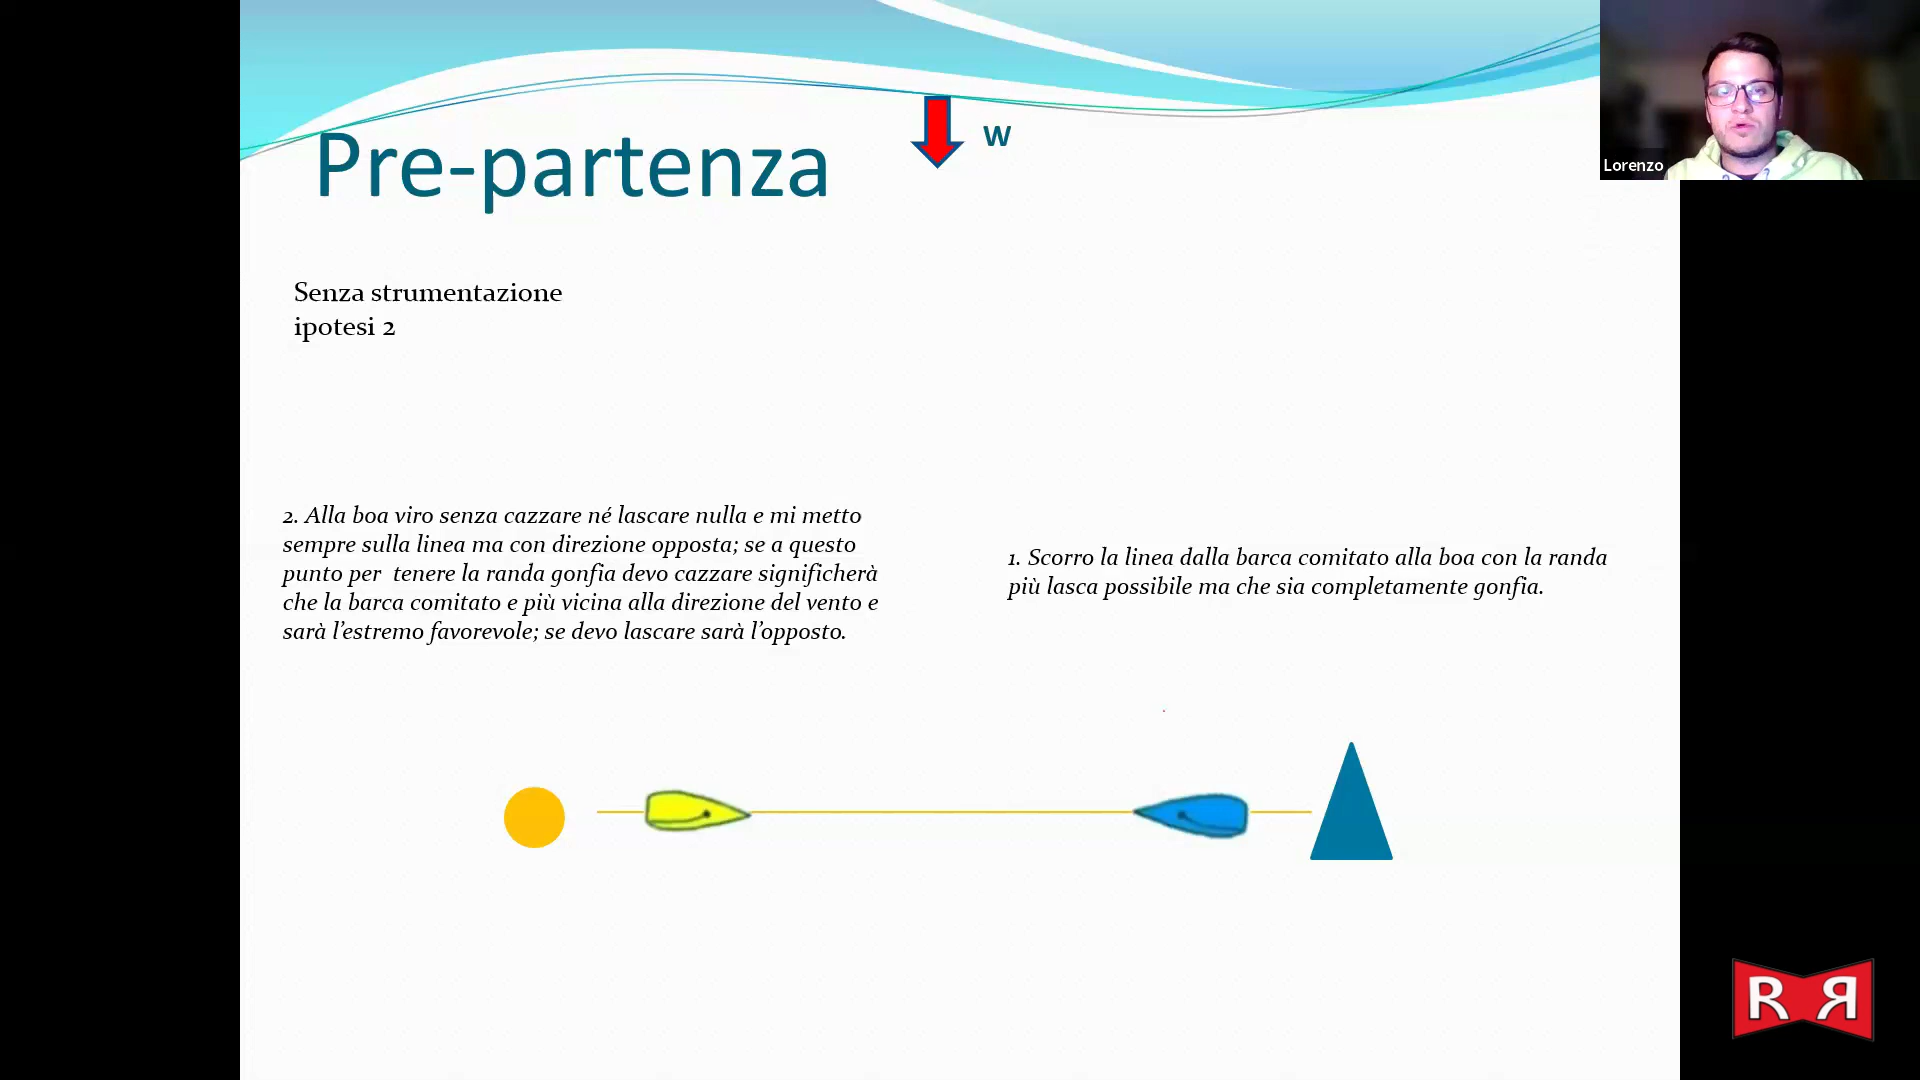 Pre-partenza
W
Lorenzo
Senza strumentazione
ipotesi 2
2. Alla boa viro senza cazzare né lascare nulla e mi metto
sempre sulla linea ma con direzione opposta; se a questo
punto per  tenere la randa gonfia devo cazzare significherà
che la barca comitato e più vicina alla direzione del vento e
sarà l'estremo favorevole; se devo lascare sarà l'opposto.
1. Scorro la linea dalla barca comitato alla boa con la randa
più lasca possibile ma che sia completamente gonfia.
R Я